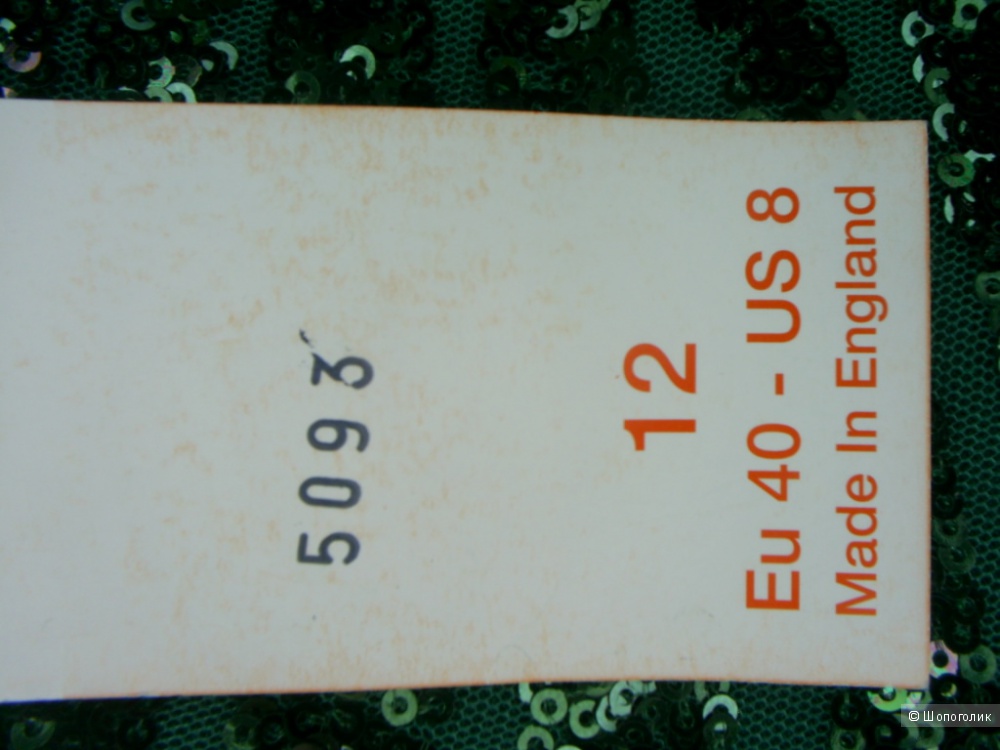 5093
12
Eu 40 - US 8
Made In England
© Шопоголик